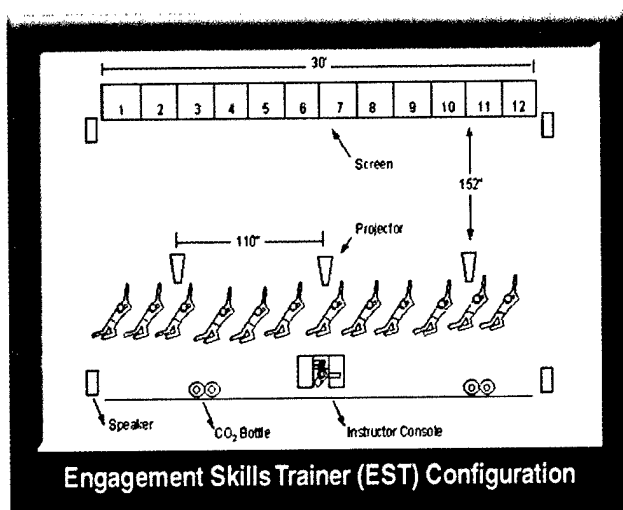 30'
1 2 3 4 5 6 7 8 9 10 11 12
Screen
152"
Projector
110"
Speaker
CO₂ Bottle
Instructor Console
Engagement Skills Trainer (EST) Configuration